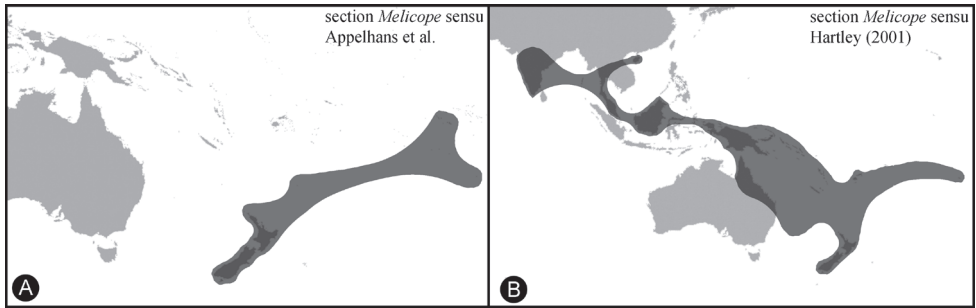 section Melicope sensu
Appelhans et al.
A
section Melicope sensu
Hartley (2001)
B